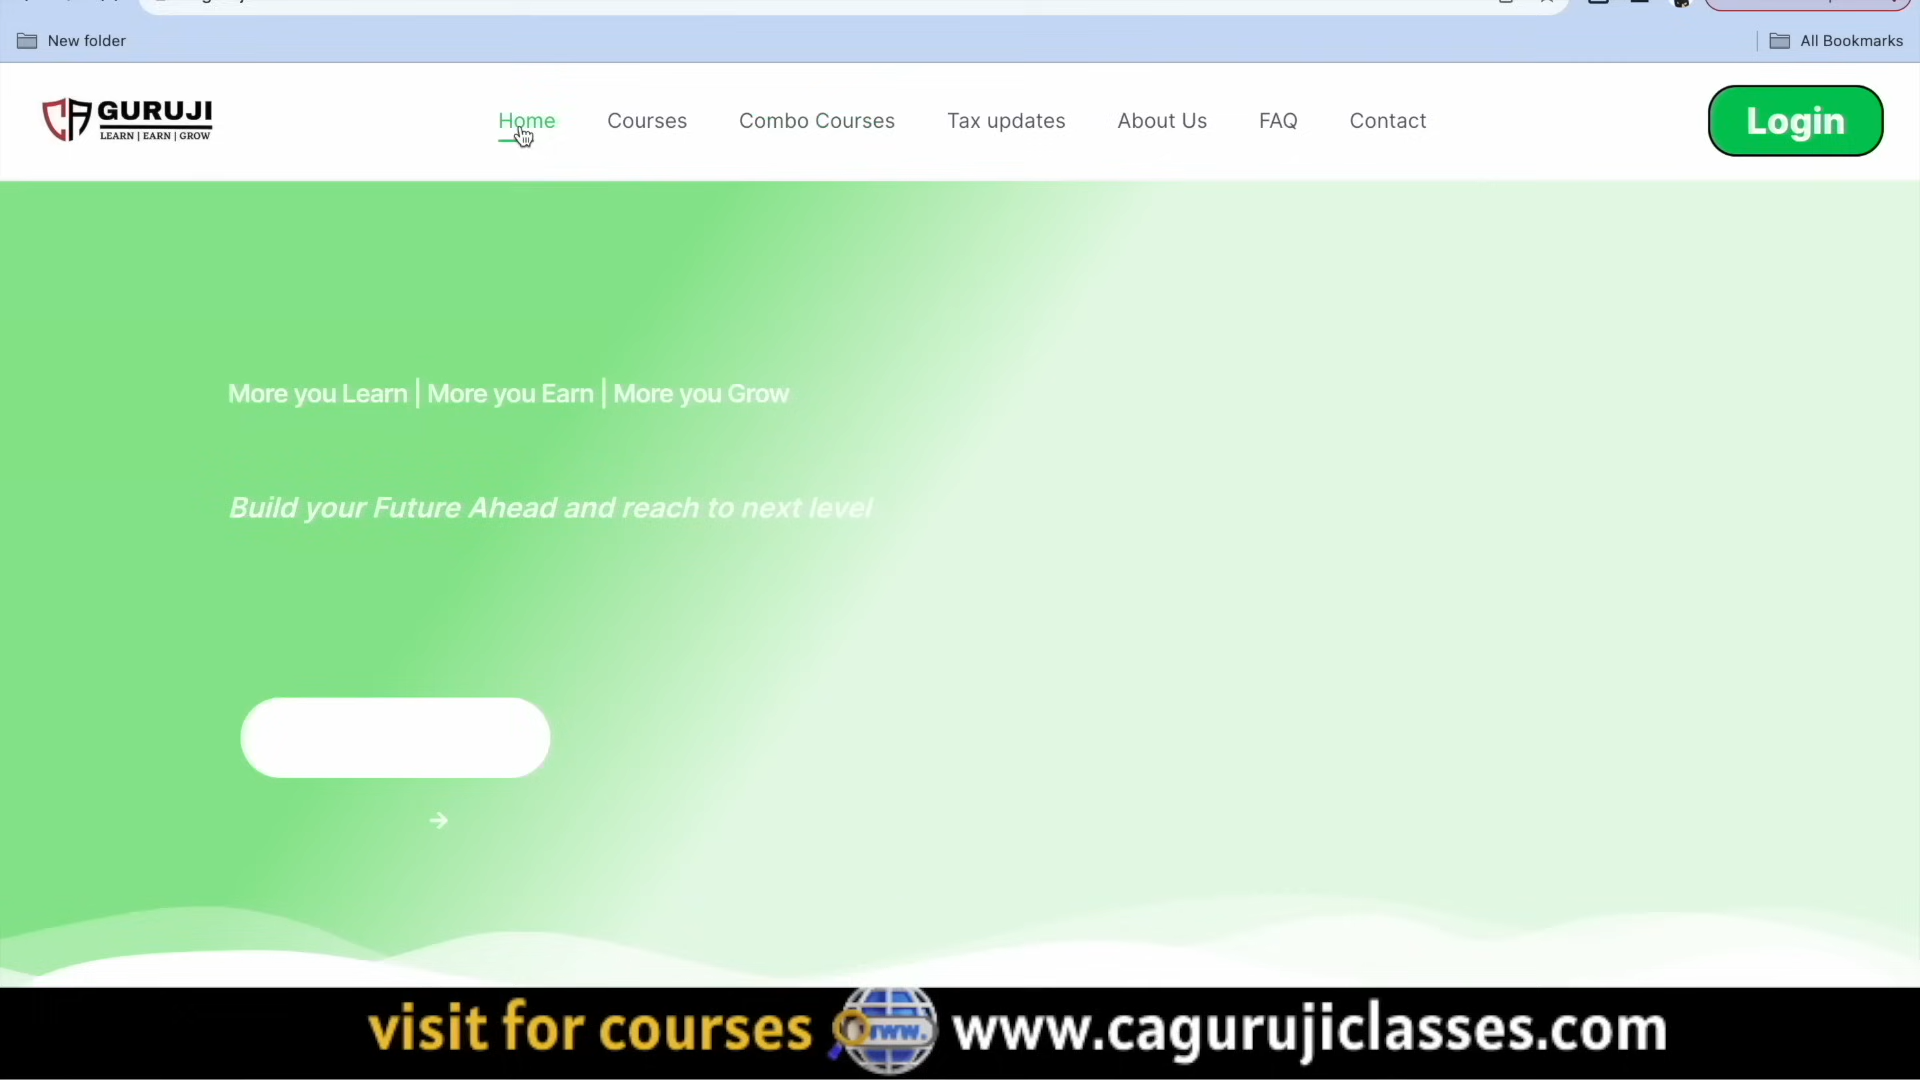 New folder
All Bookmarks
CA GURUJI
LEARN | EARN | GROW
Home
Courses
Combo Courses
Tax updates
About Us
FAQ
Contact
Login
More you Learn | More you Earn | More you Grow
Build your Future Ahead and reach to next level
visit for courses www. www.cagurujiclasses.com